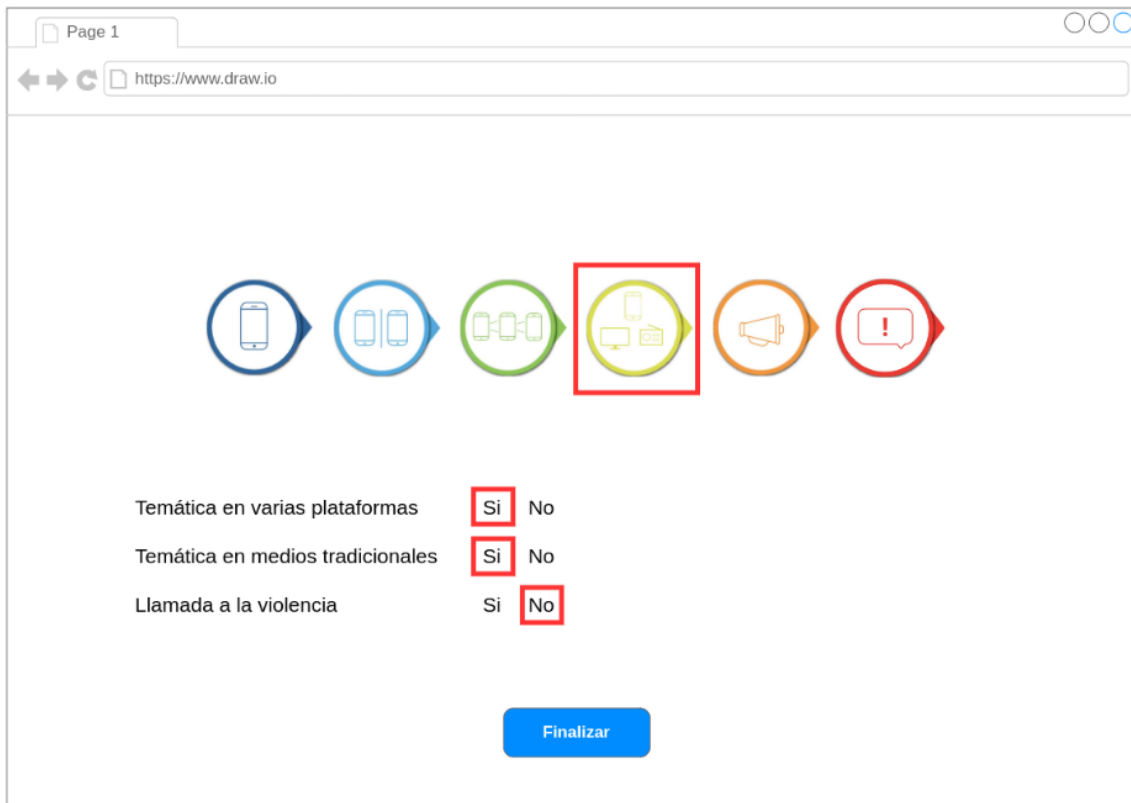 Page 1
https://www.draw.io
!
Temática en varias plataformas Si No
Temática en medios tradicionales Si No
Llamada a la violencia Si No
Finalizar